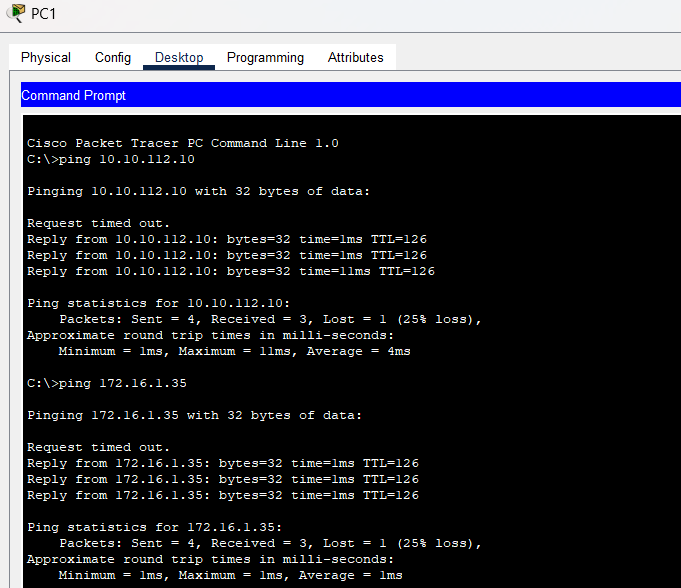 PC1
Physical Config Desktop Programming Attributes
Command Prompt
Cisco Packet Tracer PC Command Line 1.0
C:\>ping 10.10.112.10
Pinging 10.10.112.10 with 32 bytes of data:
Request timed out.
Reply from 10.10.112.10: bytes=32 time=1ms TTL=126
Reply from 10.10.112.10: bytes=32 time=1ms TTL=126
Reply from 10.10.112.10: bytes=32 time=11ms TTL=126
Ping statistics for 10.10.112.10:
Packets: Sent = 4, Received = 3, Lost = 1 (25% loss),
Approximate round trip times in milli-seconds:
Minimum = 1ms, Maximum = 11ms, Average = 4ms
C:\>ping 172.16.1.35
Pinging 172.16.1.35 with 32 bytes of data:
Request timed out.
Reply from 172.16.1.35: bytes=32 time=1ms TTL=126
Reply from 172.16.1.35: bytes=32 time=1ms TTL=126
Reply from 172.16.1.35: bytes=32 time=1ms TTL=126
Ping statistics for 172.16.1.35:
Packets: Sent = 4, Received = 3, Lost = 1 (25% loss),
Approximate round trip times in milli-seconds:
Minimum = 1ms, Maximum = 1ms, Average = 1ms